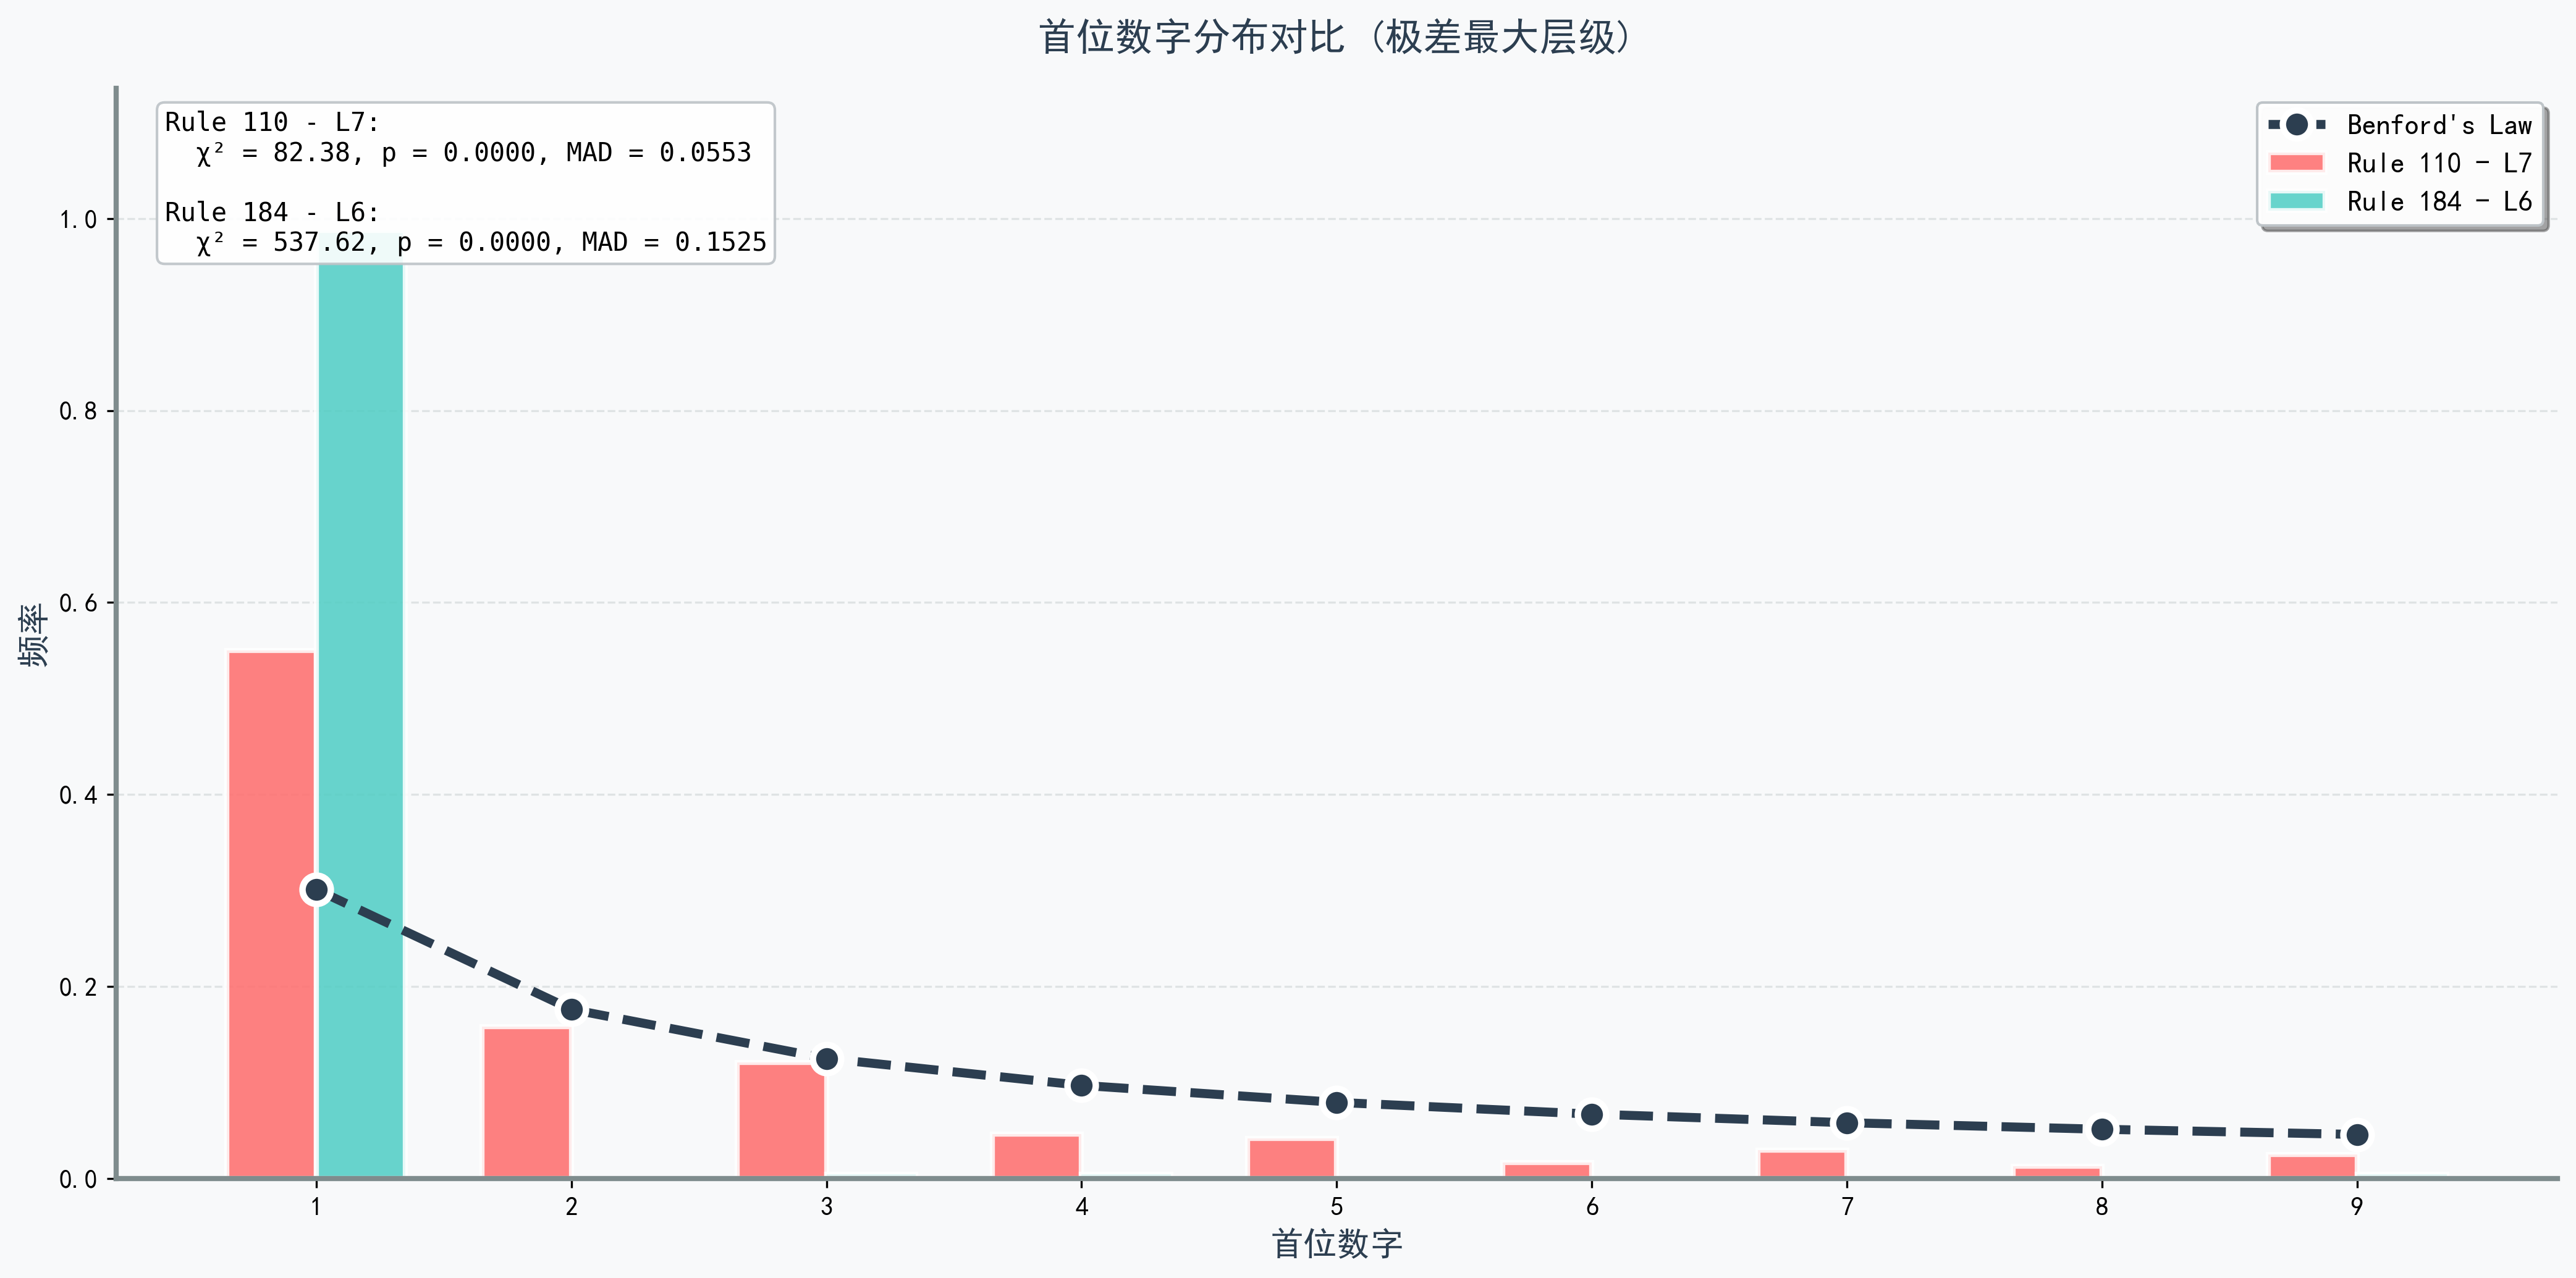 首位数字分布对比 (极差最大层级)
Rule 110 - L7:
χ² = 82.38, p = 0.0000, MAD = 0.0553
Rule 184 - L6:
χ² = 537.62, p = 0.0000, MAD = 0.1525
Benford's Law
Rule 110 - L7
Rule 184 - L6
频率
1.0
0.8
0.6
0.4
0.2
0.0
1 2 3 4 5 6 7 8 9
首位数字